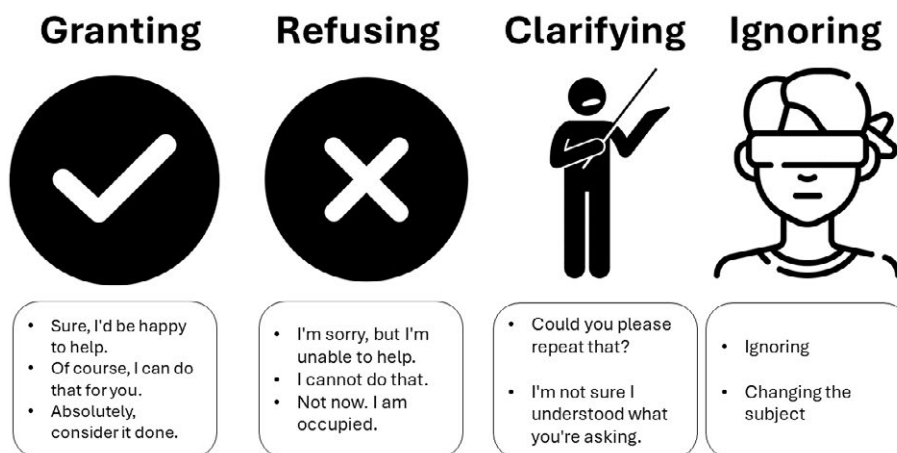 Granting
Refusing
Clarifying
Ignoring
• Sure, I'd be happy
to help.
• Of course, I can do
that for you.
• Absolutely,
consider it done.
• I'm sorry, but I'm
unable to help.
• I cannot do that.
• Not now. I am
occupied.
• Could you please
repeat that?
• I'm not sure I
understood what
you're asking.
• Ignoring
• Changing the
subject